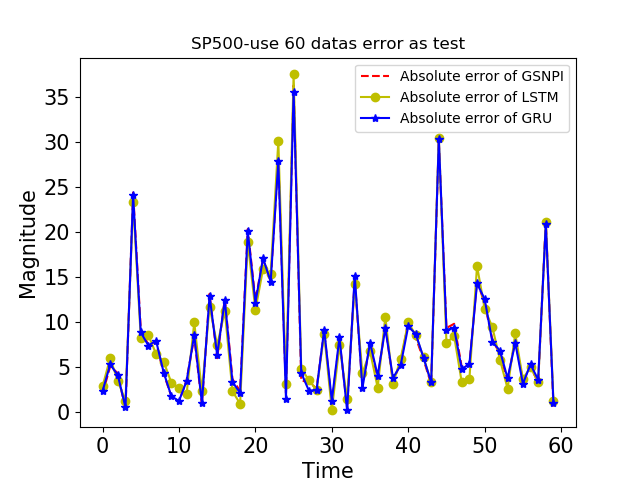 SP500-use 60 datas error as test
Absolute error of GSNPI
Absolute error of LSTM
Absolute error of GRU
Magnitude
35
30
25
20
15
10
5
0
0 10 20 30 40 50 60
Time